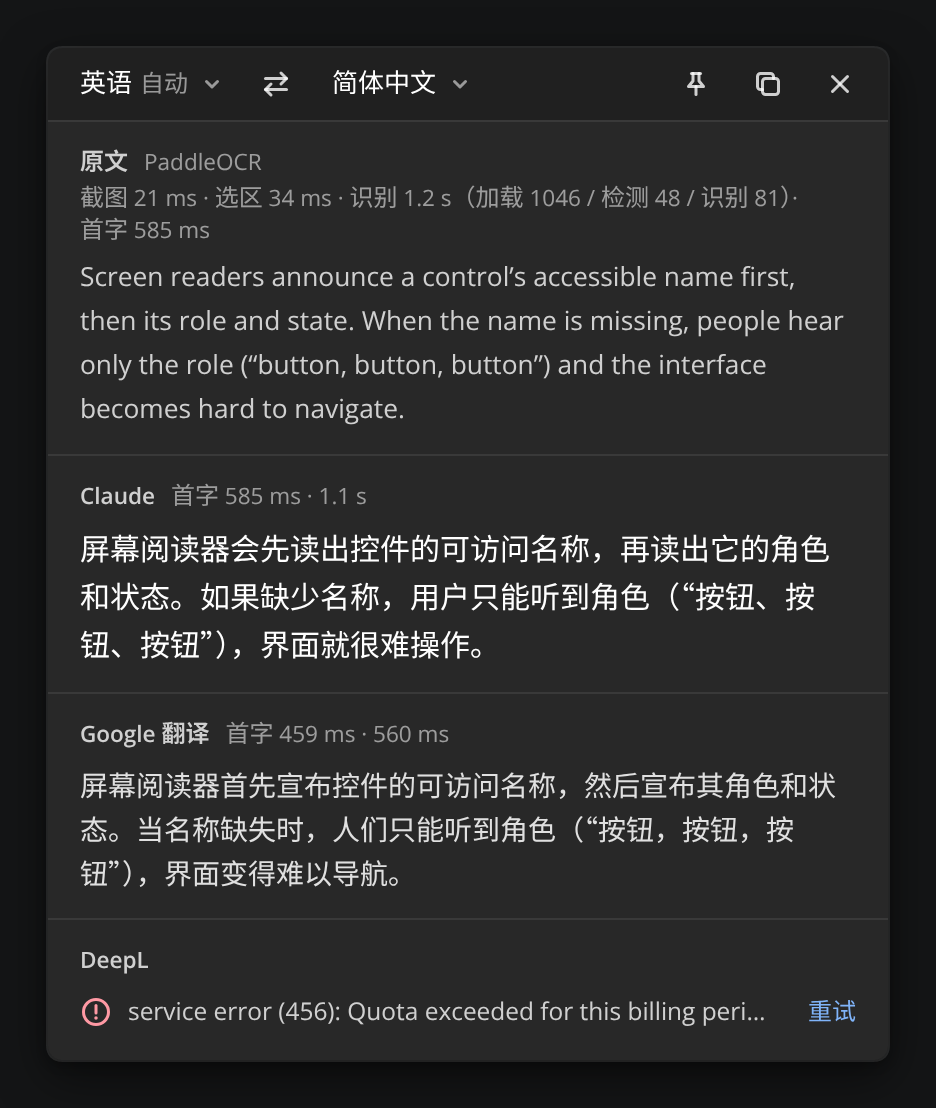 英语 自动 简体中文
原文 PaddleOCR
截图 21 ms · 选区 34 ms · 识别 1.2 s（加载 1046 / 检测 48 / 识别 81）·
首字 585 ms
Screen readers announce a control’s accessible name first,
then its role and state. When the name is missing, people hear
only the role (“button, button, button”) and the interface
becomes hard to navigate.
Claude 首字 585 ms · 1.1 s
屏幕阅读器会先读出控件的可访问名称，再读出它的角色
和状态。如果缺少名称，用户只能听到角色（“按钮、按
钮、按钮”），界面就很难操作。
Google 翻译 首字 459 ms · 560 ms
屏幕阅读器首先宣布控件的可访问名称，然后宣布其角色和状
态。当名称缺失时，人们只能听到角色（“按钮，按钮，按
钮”），界面变得难以导航。
DeepL
service error (456): Quota exceeded for this billing peri… 重试